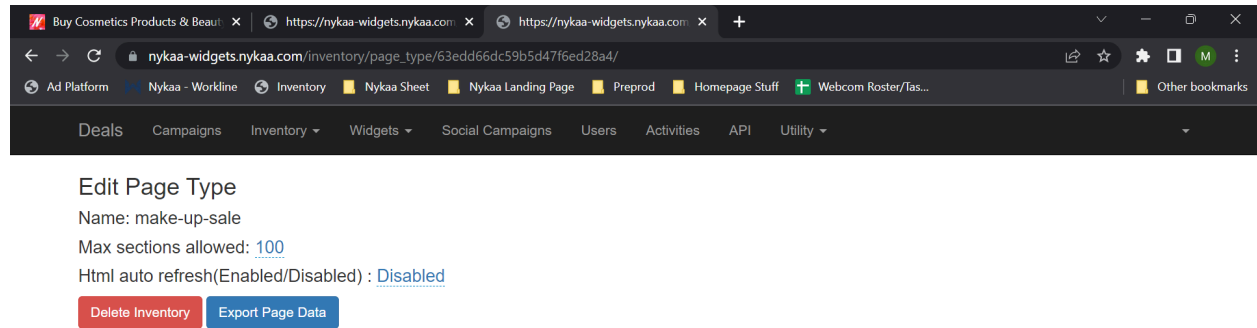 Buy Cosmetics Products & Beaut
https://nykaa-widgets.nykaa.com
https://nykaa-widgets.nykaa.com
nykaa-widgets.nykaa.com/inventory/page_type/63edd66dc59b5d47f6ed28a4/
M
Ad Platform Nykaa - Workline Inventory Nykaa Sheet Nykaa Landing Page Preprod Homepage Stuff Webcom Roster/Tas... Other bookmarks
Deals Campaigns Inventory Widgets Social Campaigns Users Activities API Utility
Edit Page Type
Name: make-up-sale
Max sections allowed: 100
Html auto refresh(Enabled/Disabled) : Disabled
Delete Inventory Export Page Data